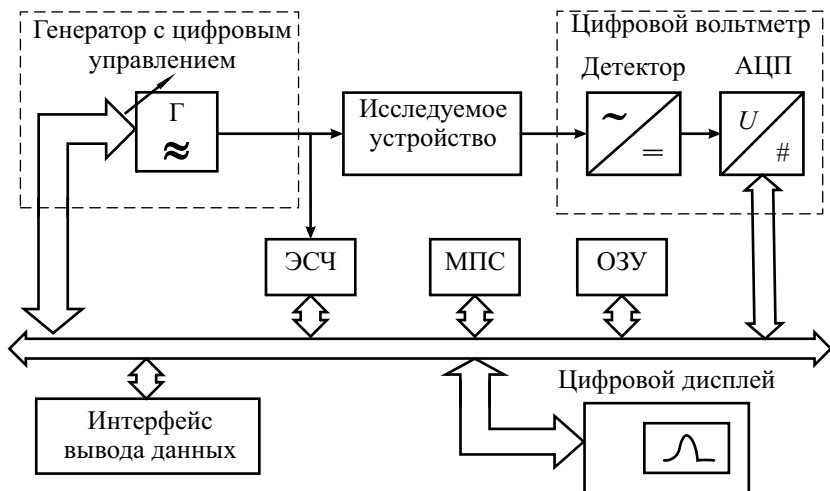 Генератор с цифровым
управлением
Цифровой вольтметр
Детектор
АЦП
Г
≈
Исследуемое
устройство
~
=
U
#
ЭСЧ
МПС
ОЗУ
Цифровой дисплей
Интерфейс
вывода данных